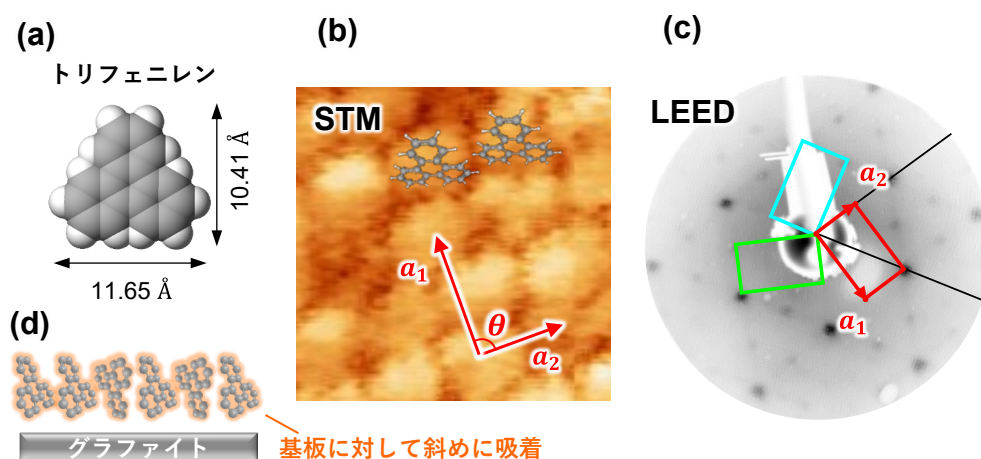 (a)
トリフェニレン
10.41 Å
11.65 Å
(b)
STM
a₁
θ
a₂
(c)
LEED
a₂
a₁
(d)
グラファイト
基板に対して斜めに吸着